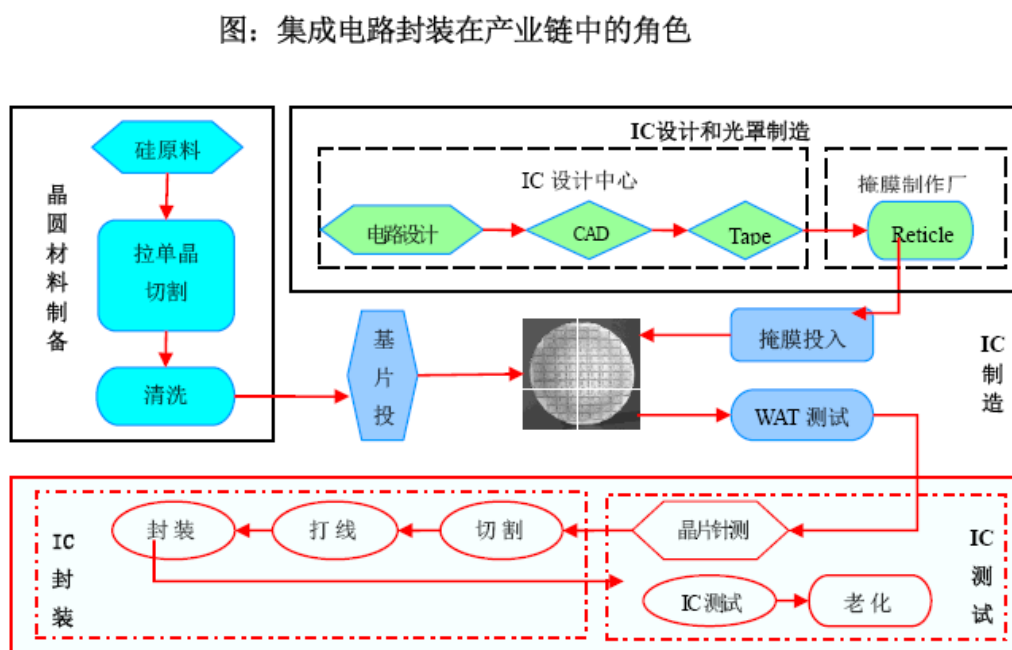 图：集成电路封装在产业链中的角色
晶
圆
材
料
制
备
硅原料
拉单晶
切割
清洗
IC设计和光罩制造
IC 设计中心
电路设计
CAD
Tape
掩膜制作厂
Reticle
基
片
投
掩膜投入
WAT 测试
IC
制
造
IC
封
装
封 装
打 线
切 割
晶片针测
IC 测试
老 化
IC
测
试